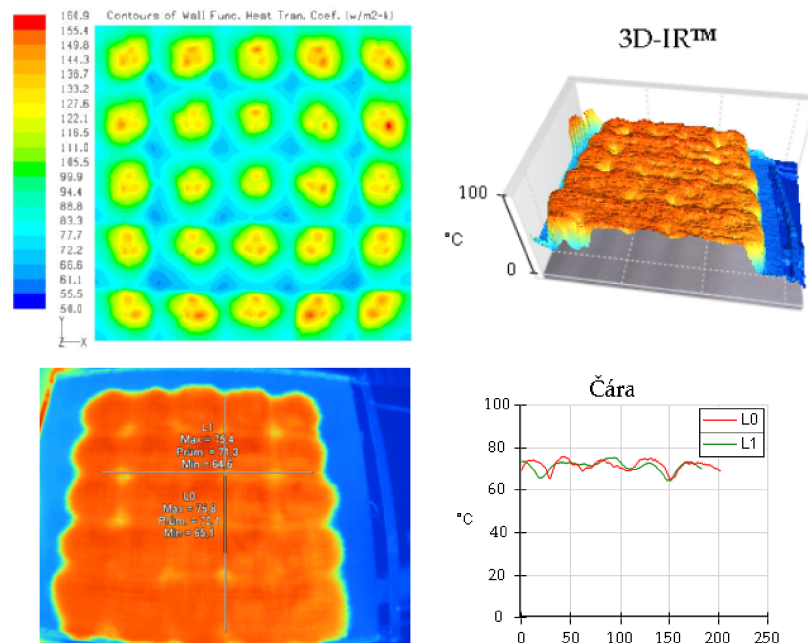 Contours of Wall Func. Heat Tran. Coef. (w/m2-k)
160.9
155.4
149.8
144.3
138.7
133.2
127.6
122.1
116.5
111.0
105.5
99.9
94.4
88.8
83.3
77.7
72.2
66.6
61.1
55.5
50.0
Y
Z X
3D-IR™
100
°C
0
L1
Max = 75,4
Prům. = 71,3
Min = 64,6
L0
Max = 75,8
Prům. = 72,1
Min = 65,1
Čára
L0
L1
100
80
60
°C
40
20
0
0 50 100 150 200 250